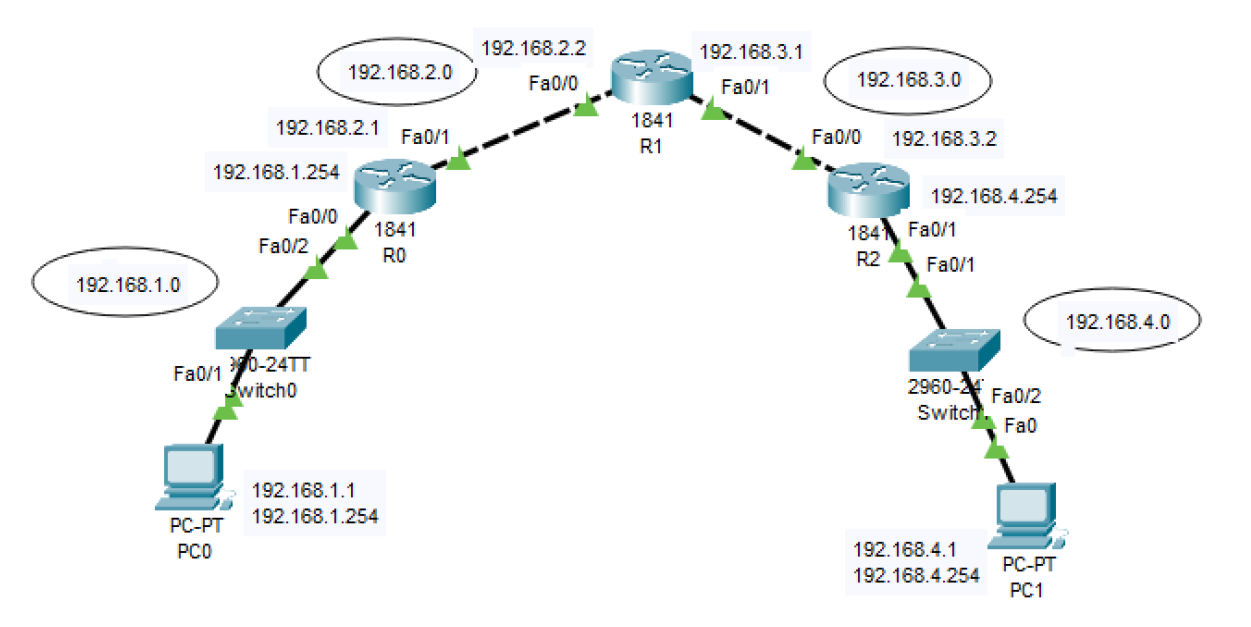 192.168.2.2
192.168.3.1
192.168.2.0
192.168.3.0
Fa0/0
Fa0/1
1841
R1
192.168.2.1
Fa0/1
Fa0/0
192.168.3.2
192.168.1.254
192.168.4.254
Fa0/0
1841
R0
Fa0/2
1841
R2
Fa0/1
Fa0/1
192.168.1.0
192.168.4.0
0-24TT
Switch0
Fa0/1
2960-24
Switch
Fa0/2
Fa0
192.168.1.1
192.168.1.254
PC-PT
PC0
192.168.4.1
192.168.4.254
PC-PT
PC1